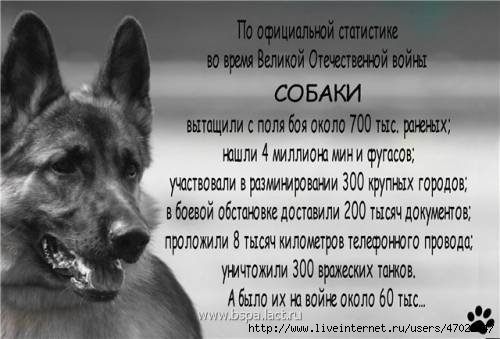 По официальной статистике
во время Великой Отечественной войны
СОБАКИ
вытащили с поля боя около 700 тыс. раненых;
нашли 4 миллиона мин и фугасов;
участвовали в разминировании 300 крупных городов;
в боевой обстановке доставили 200 тысяч документов;
проложили 8 тысяч километров телефонного провода;
уничтожили 300 вражеских танков.
А было их на войне около 60 тыс...
www.bspa.lact.ru
http://www.liveinternet.ru/users/4702